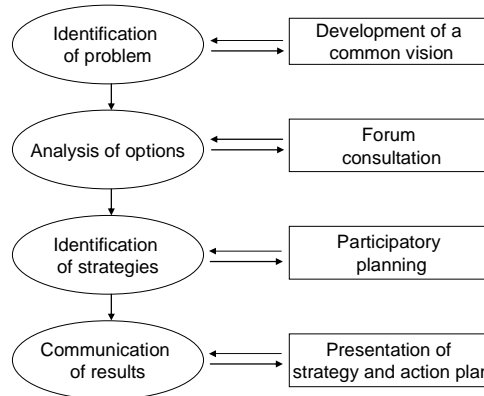 Identification
of problem
Development of a
common vision
Analysis of options
Forum
consultation
Identification
of strategies
Participatory
planning
Communication
of results
Presentation of
strategy and action plan